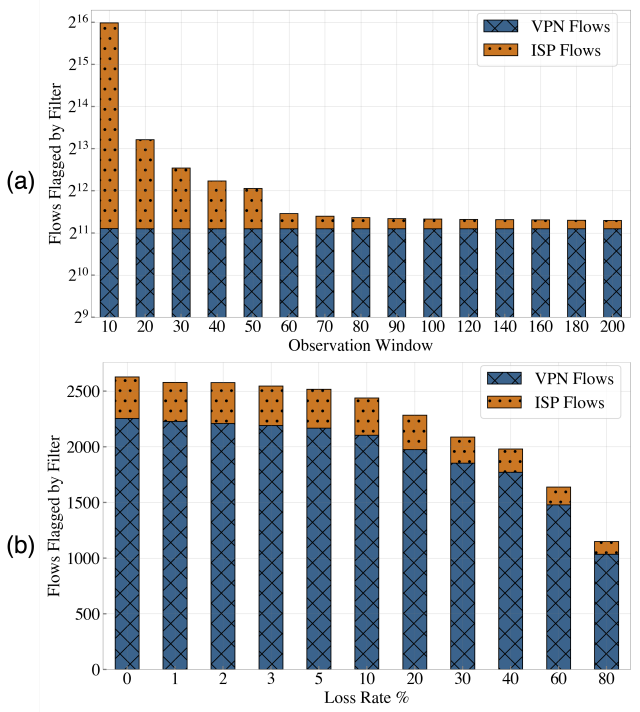 (a)
Flows Flagged by Filter
2^16
2^15
2^14
2^13
2^12
2^11
2^10
2^9
VPN Flows
ISP Flows
10 20 30 40 50 60 70 80 90 100 120 140 160 180 200
Observation Window
(b)
Flows Flagged by Filter
2500
2000
1500
1000
500
0
VPN Flows
ISP Flows
0 1 2 3 5 10 20 30 40 60 80
Loss Rate %